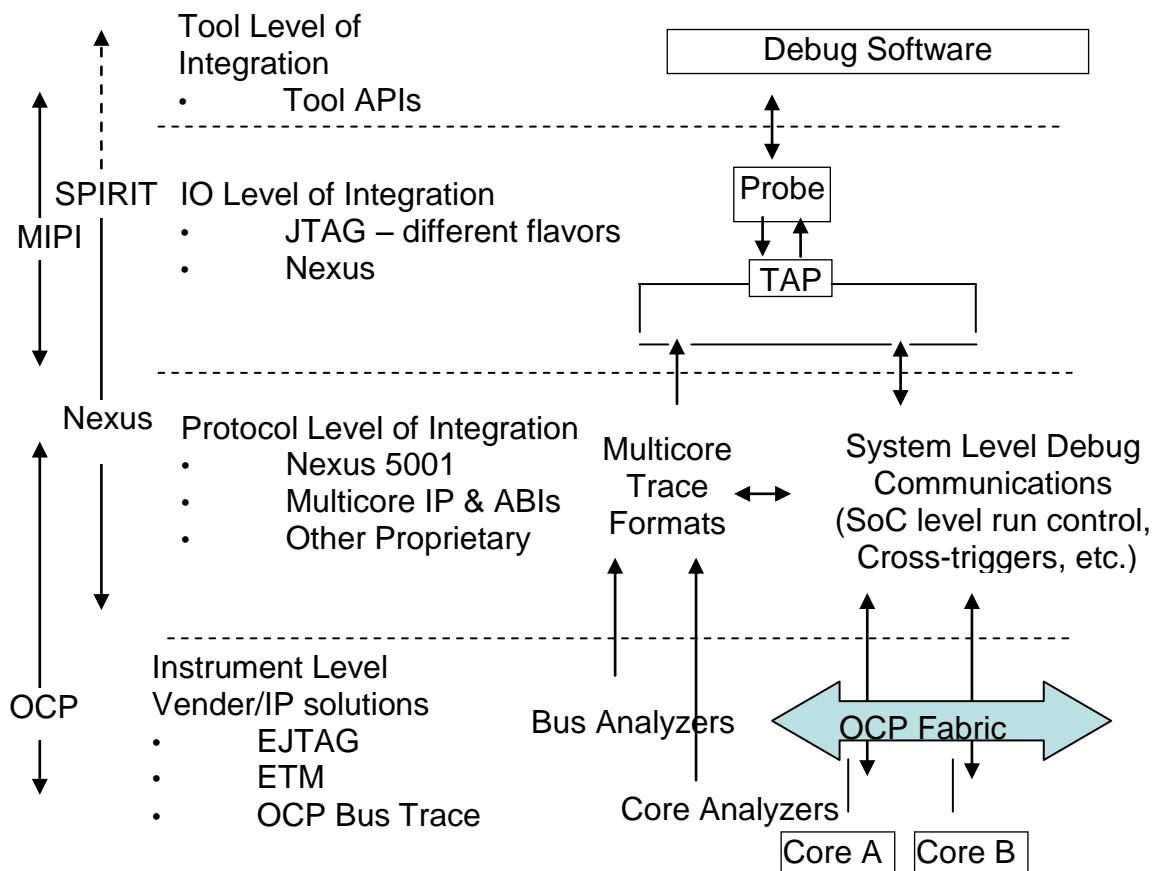 Tool Level of
Integration
• Tool APIs
Debug Software
SPIRIT
MIPI
IO Level of Integration
• JTAG – different flavors
• Nexus
Probe
TAP
Nexus
Protocol Level of Integration
• Nexus 5001
• Multicore IP & ABIs
• Other Proprietary
Multicore
Trace
Formats
System Level Debug
Communications
(SoC level run control,
Cross-triggers, etc.)
OCP
Instrument Level
Vender/IP solutions
• EJTAG
• ETM
• OCP Bus Trace
Bus Analyzers
OCP Fabric
Core Analyzers
Core A
Core B